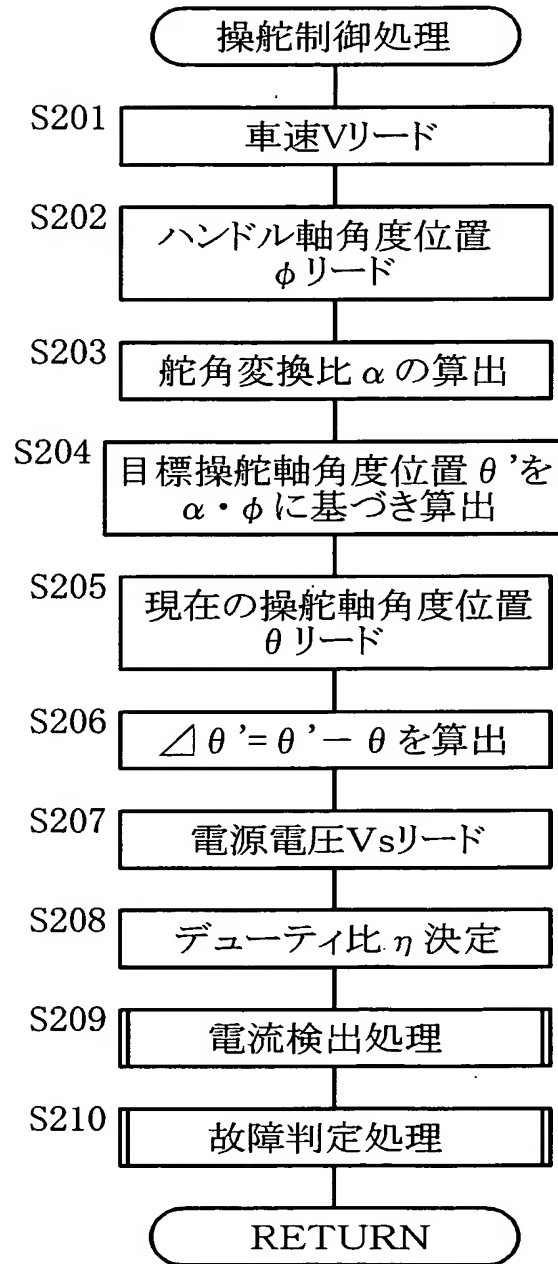 操舵制御処理
S201
車速Vリード
S202
ハンドル軸角度位置
φリード
S203
舵角変換比αの算出
S204
目標操舵軸角度位置θ'を
α・φに基づき算出
S205
現在の操舵軸角度位置
θリード
S206
⊿θ'=θ'−θを算出
S207
電源電圧Vsリード
S208
デューティ比η決定
S209
電流検出処理
S210
故障判定処理
RETURN